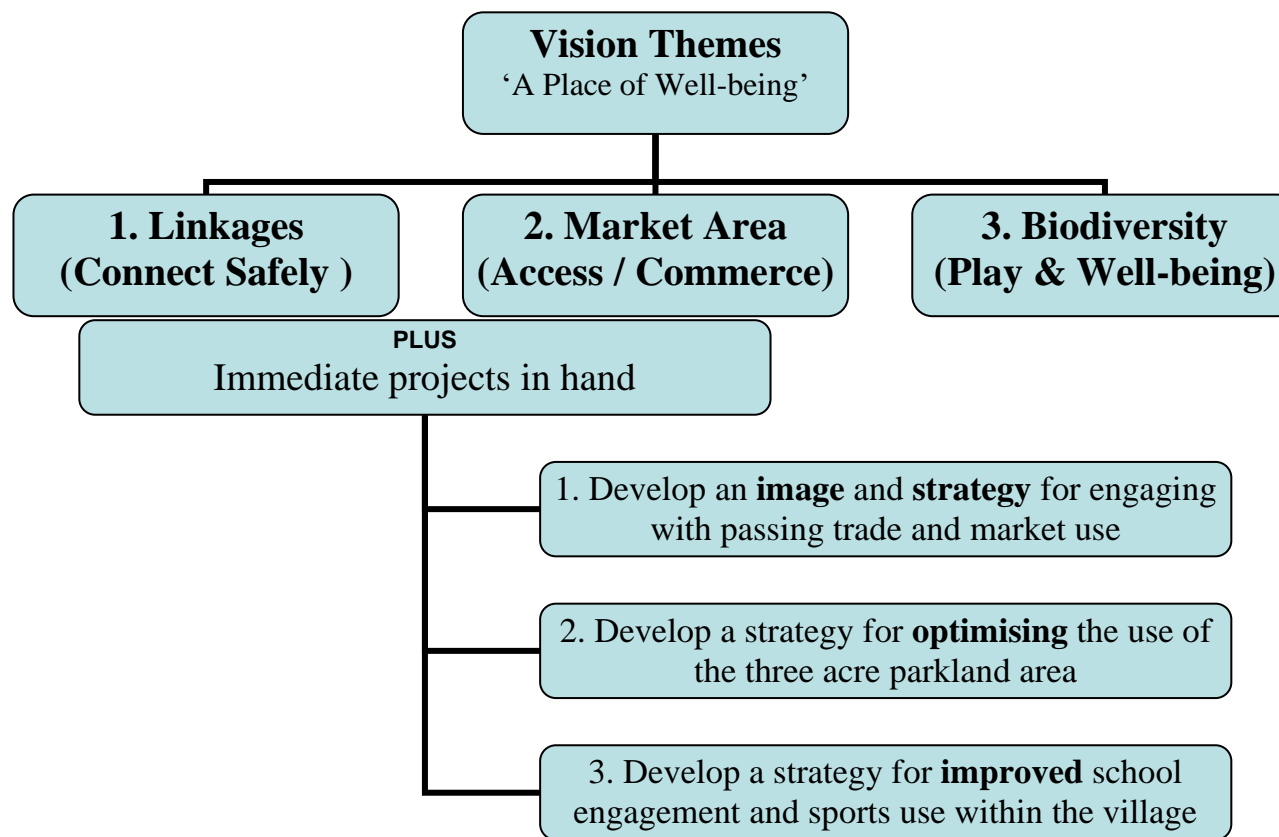 Vision Themes
‘A Place of Well-being’
1. Linkages
(Connect Safely )
2. Market Area
(Access / Commerce)
3. Biodiversity
(Play & Well-being)
PLUS
Immediate projects in hand
1. Develop an image and strategy for engaging
with passing trade and market use
2. Develop a strategy for optimising the use of
the three acre parkland area
3. Develop a strategy for improved school
engagement and sports use within the village